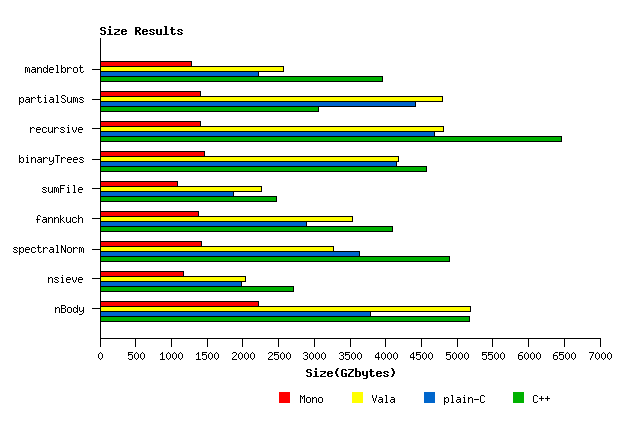 Size Results
mandelbrot
partialSums
recursive
binaryTrees
sumFile
fannkuch
spectralNorm
nsieve
nBody
0 500 1000 1500 2000 2500 3000 3500 4000 4500 5000 5500 6000 6500 7000
Size(GZbytes)
Mono Vala plain-C C++